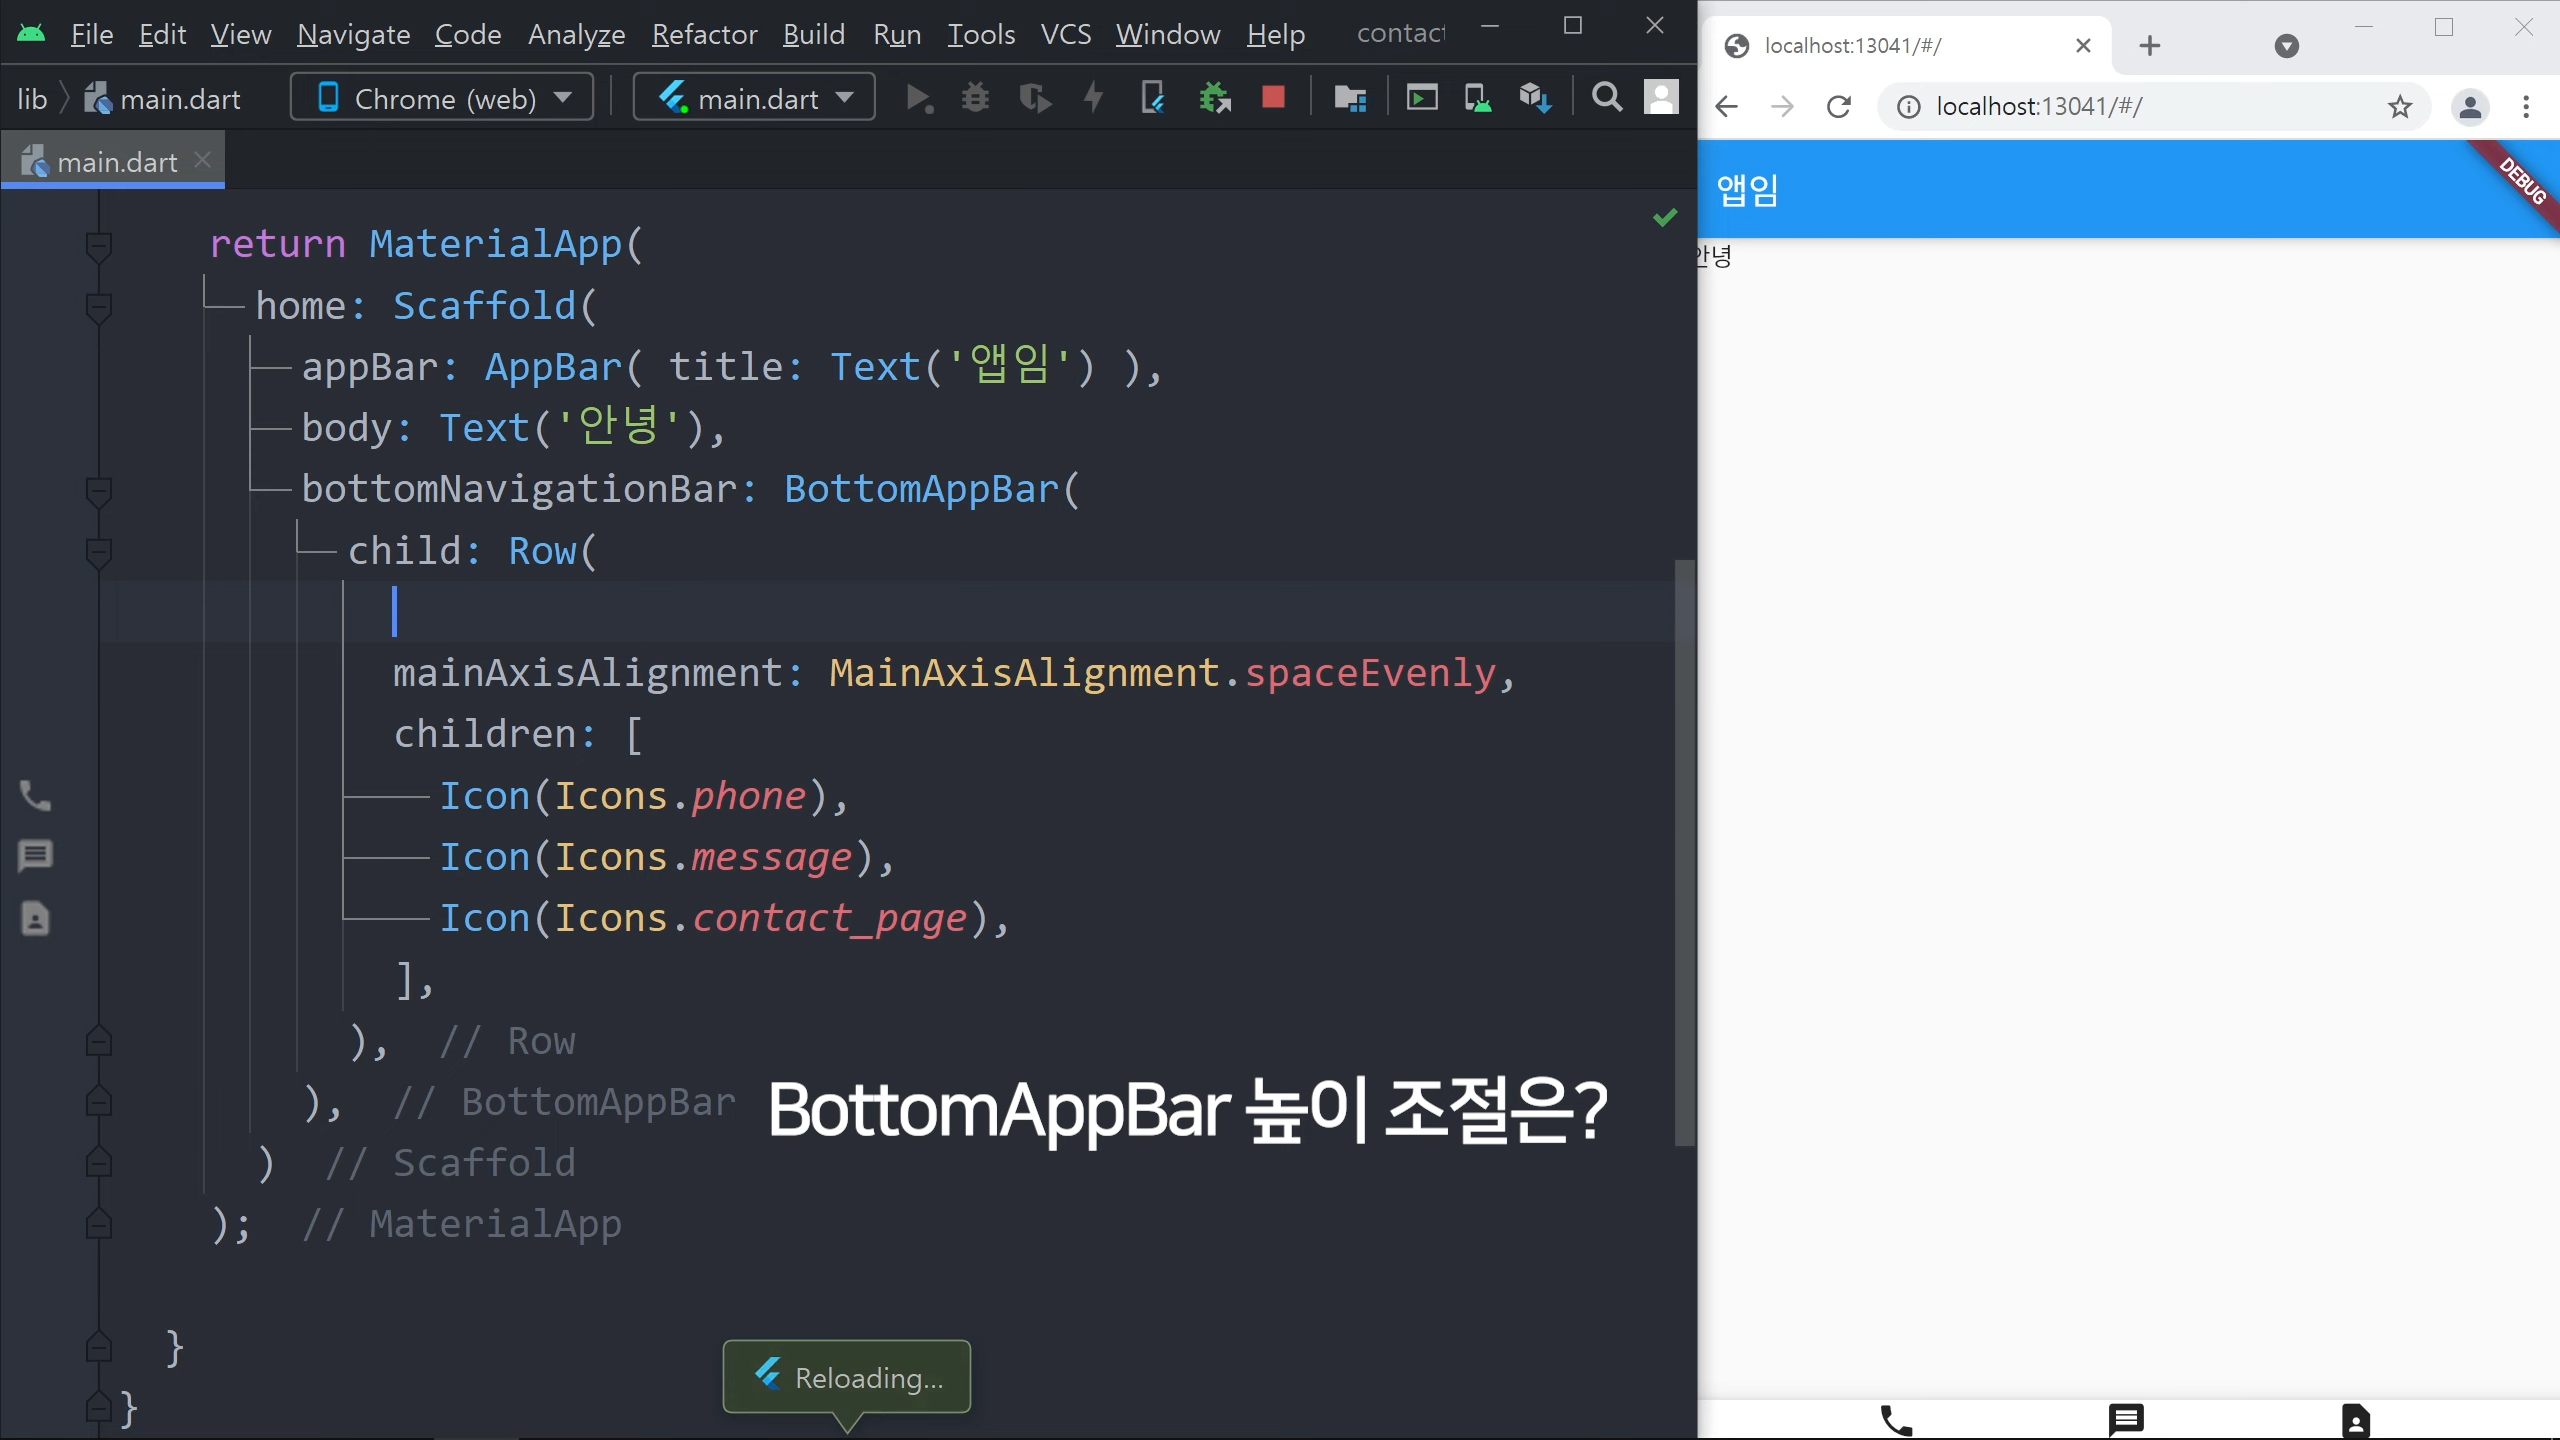 File Edit View Navigate Code Analyze Refactor Build Run Tools VCS Window Help
lib main.dart Chrome (web) main.dart
main.dart
return MaterialApp(
home: Scaffold(
appBar: AppBar( title: Text('앱임') ),
body: Text('안녕'),
bottomNavigationBar: BottomAppBar(
child: Row(
mainAxisAlignment: MainAxisAlignment.spaceEvenly,
children: [
Icon(Icons.phone),
Icon(Icons.message),
Icon(Icons.contact_page),
],
), // Row
), // BottomAppBar
BottomAppBar 높이 조절은?
) // Scaffold
); // MaterialApp
}
}
Reloading...
localhost:13041/#/
localhost:13041/#/
앱임
DEBUG
안녕